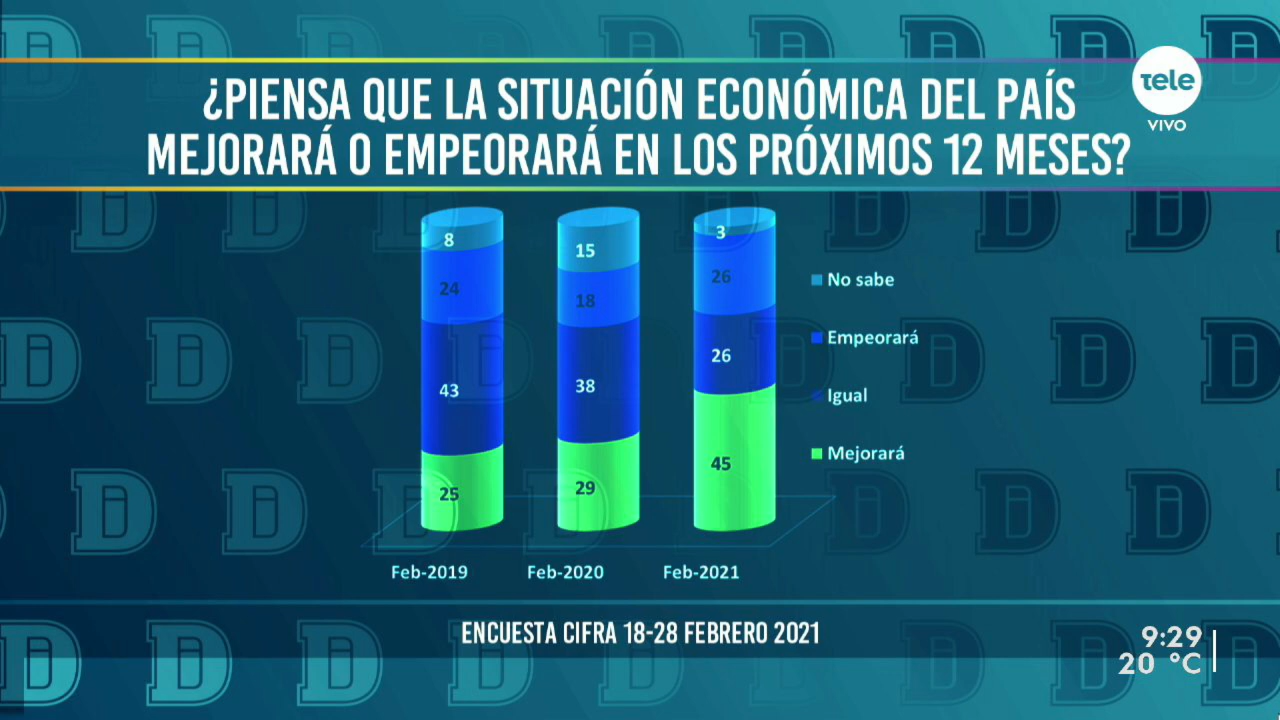 ¿PIENSA QUE LA SITUACIÓN ECONÓMICA DEL PAÍS
MEJORARÁ O EMPEORARÁ EN LOS PRÓXIMOS 12 MESES?
Tele
VIVO
8
15
3
24
18
26
43
38
26
25
29
45
No sabe
Empeorará
Igual
Mejorará
Feb-2019
Feb-2020
Feb-2021
ENCUESTA CIFRA 18-28 FEBRERO 2021
9:29
20 °C